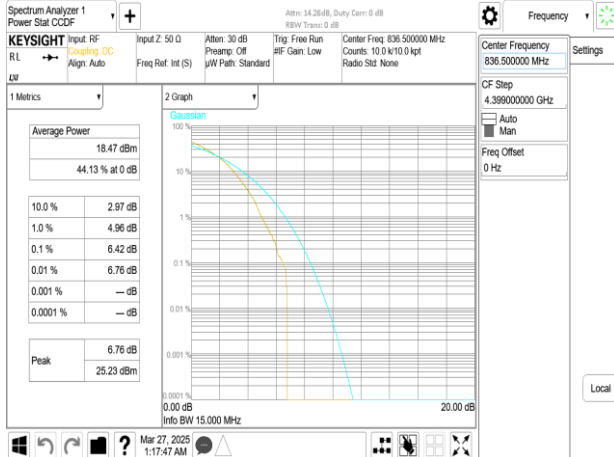 Spectrum Analyzer 1
Power Stat CCDF
Attn: 14.26dB, Duty Corr: 0 dB
RBW Trans: 0 dB
Frequency
KEYSIGHT
RL
Input: RF
Coupling: DC
Align: Auto
Input Z: 50 Ω
Freq Ref: Int (S)
Atten: 30 dB
Preamp: Off
µW Path: Standard
Trig: Free Run
#IF Gain: Low
Center Freq: 836.500000 MHz
Counts: 10.0 k/10.0 kpt
Radio Std: None
Center Frequency
836.500000 MHz
Settings
CF Step
4.399000000 GHz
Auto
Man
Freq Offset
0 Hz
Local
1 Metrics
Average Power
18.47 dBm
44.13 % at 0 dB
10.0 % 2.97 dB
1.0 % 4.96 dB
0.1 % 6.42 dB
0.01 % 6.76 dB
0.001 % --- dB
0.0001 % --- dB
Peak
6.76 dB
25.23 dBm
2 Graph
Gaussian
100 %
10 %
1 %
0.1 %
0.01 %
0.001 %
0.0001 %
0.00 dB 20.00 dB
Info BW 15.000 MHz
?
Mar 27, 2025
1:17:47 AM